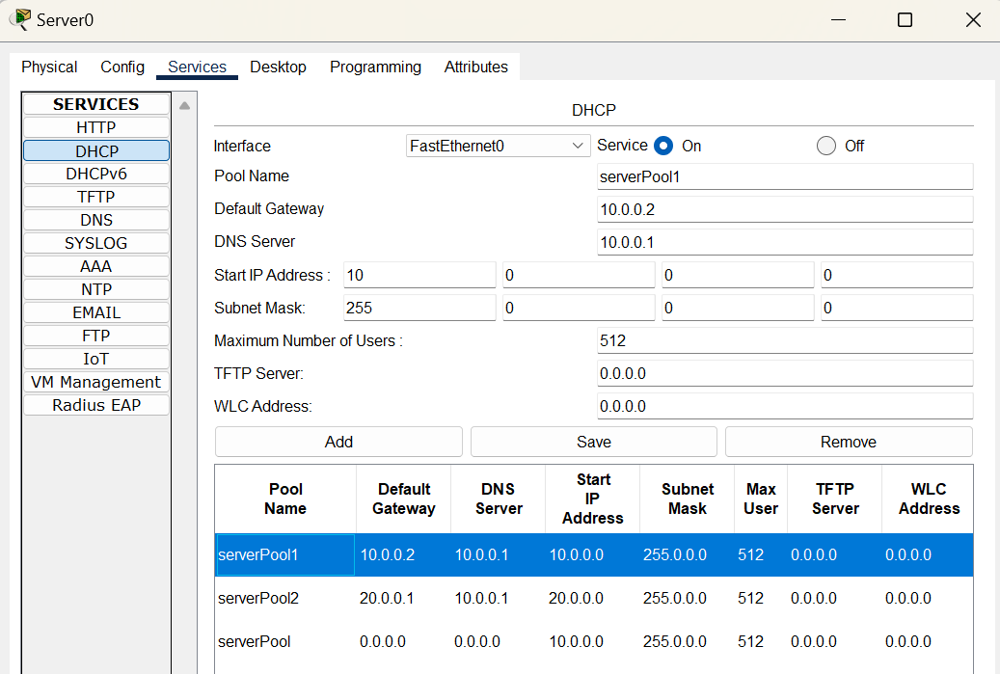 Server0
Physical Config Services Desktop Programming Attributes
SERVICES
HTTP
DHCP
DHCPv6
TFTP
DNS
SYSLOG
AAA
NTP
EMAIL
FTP
IoT
VM Management
Radius EAP
DHCP
Interface FastEthernet0 Service On Off
Pool Name serverPool1
Default Gateway 10.0.0.2
DNS Server 10.0.0.1
Start IP Address : 10 0 0 0
Subnet Mask: 255 0 0 0
Maximum Number of Users : 512
TFTP Server: 0.0.0.0
WLC Address: 0.0.0.0
Add Save Remove
Pool Name Default Gateway DNS Server Start IP Address Subnet Mask Max User TFTP Server WLC Address
serverPool1 10.0.0.2 10.0.0.1 10.0.0.0 255.0.0.0 512 0.0.0.0 0.0.0.0
serverPool2 20.0.0.1 10.0.0.1 20.0.0.0 255.0.0.0 512 0.0.0.0 0.0.0.0
serverPool 0.0.0.0 0.0.0.0 10.0.0.0 255.0.0.0 512 0.0.0.0 0.0.0.0